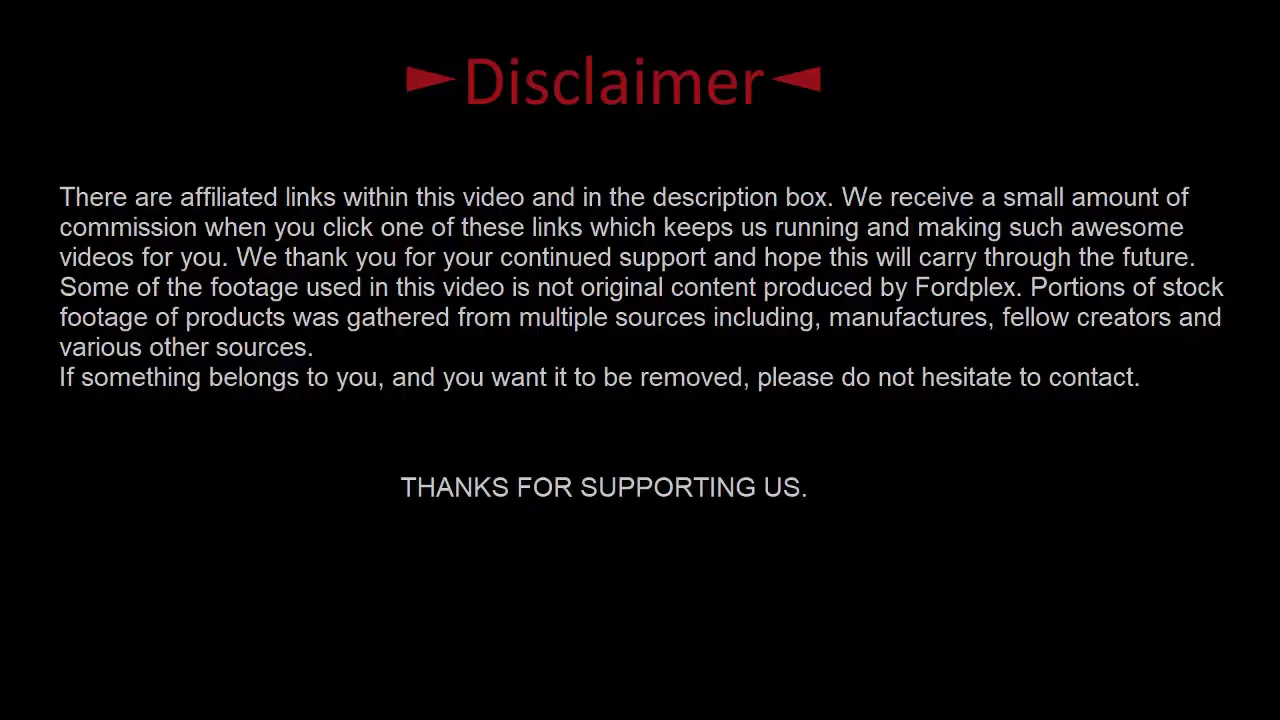 ►Disclaimer◄
There are affiliated links within this video and in the description box. We receive a small amount of
commission when you click one of these links which keeps us running and making such awesome
videos for you. We thank you for your continued support and hope this will carry through the future.
Some of the footage used in this video is not original content produced by Fordplex. Portions of stock
footage of products was gathered from multiple sources including, manufactures, fellow creators and
various other sources.
If something belongs to you, and you want it to be removed, please do not hesitate to contact.
THANKS FOR SUPPORTING US.